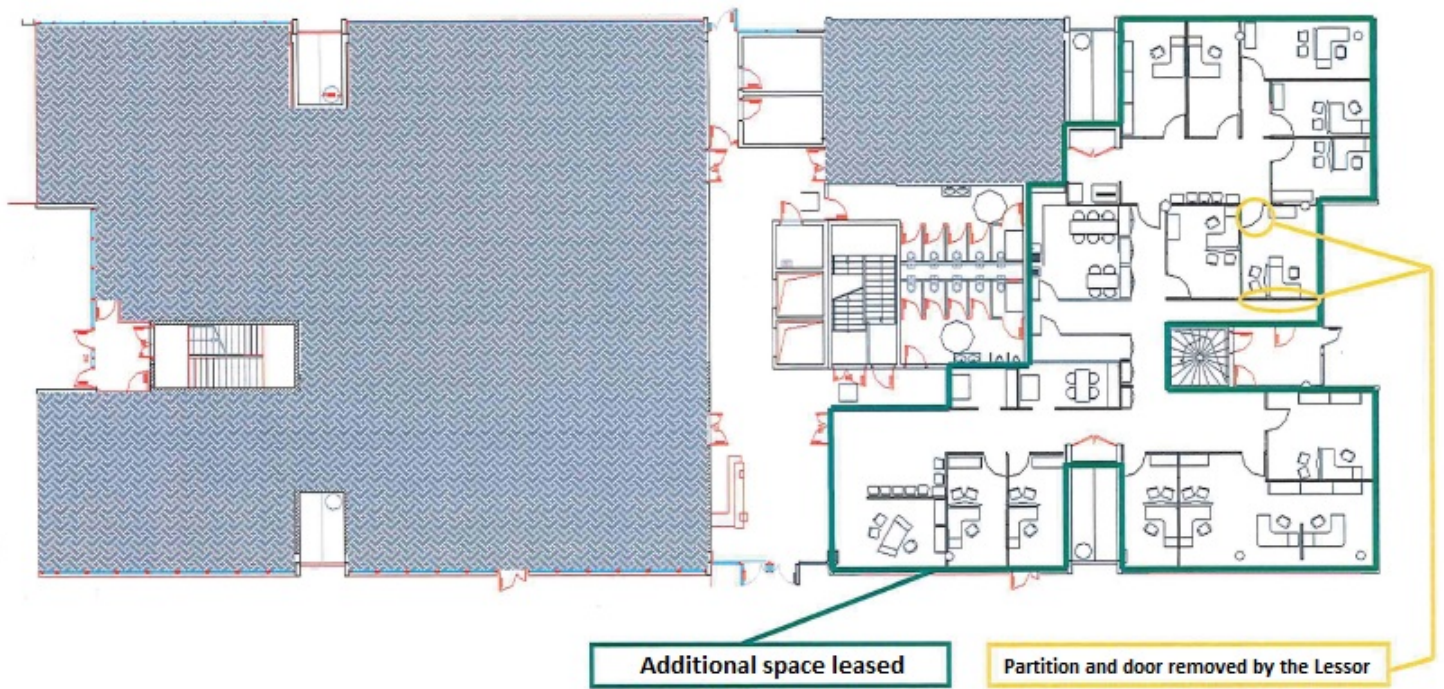 Additional space leased
Partition and door removed by the Lessor